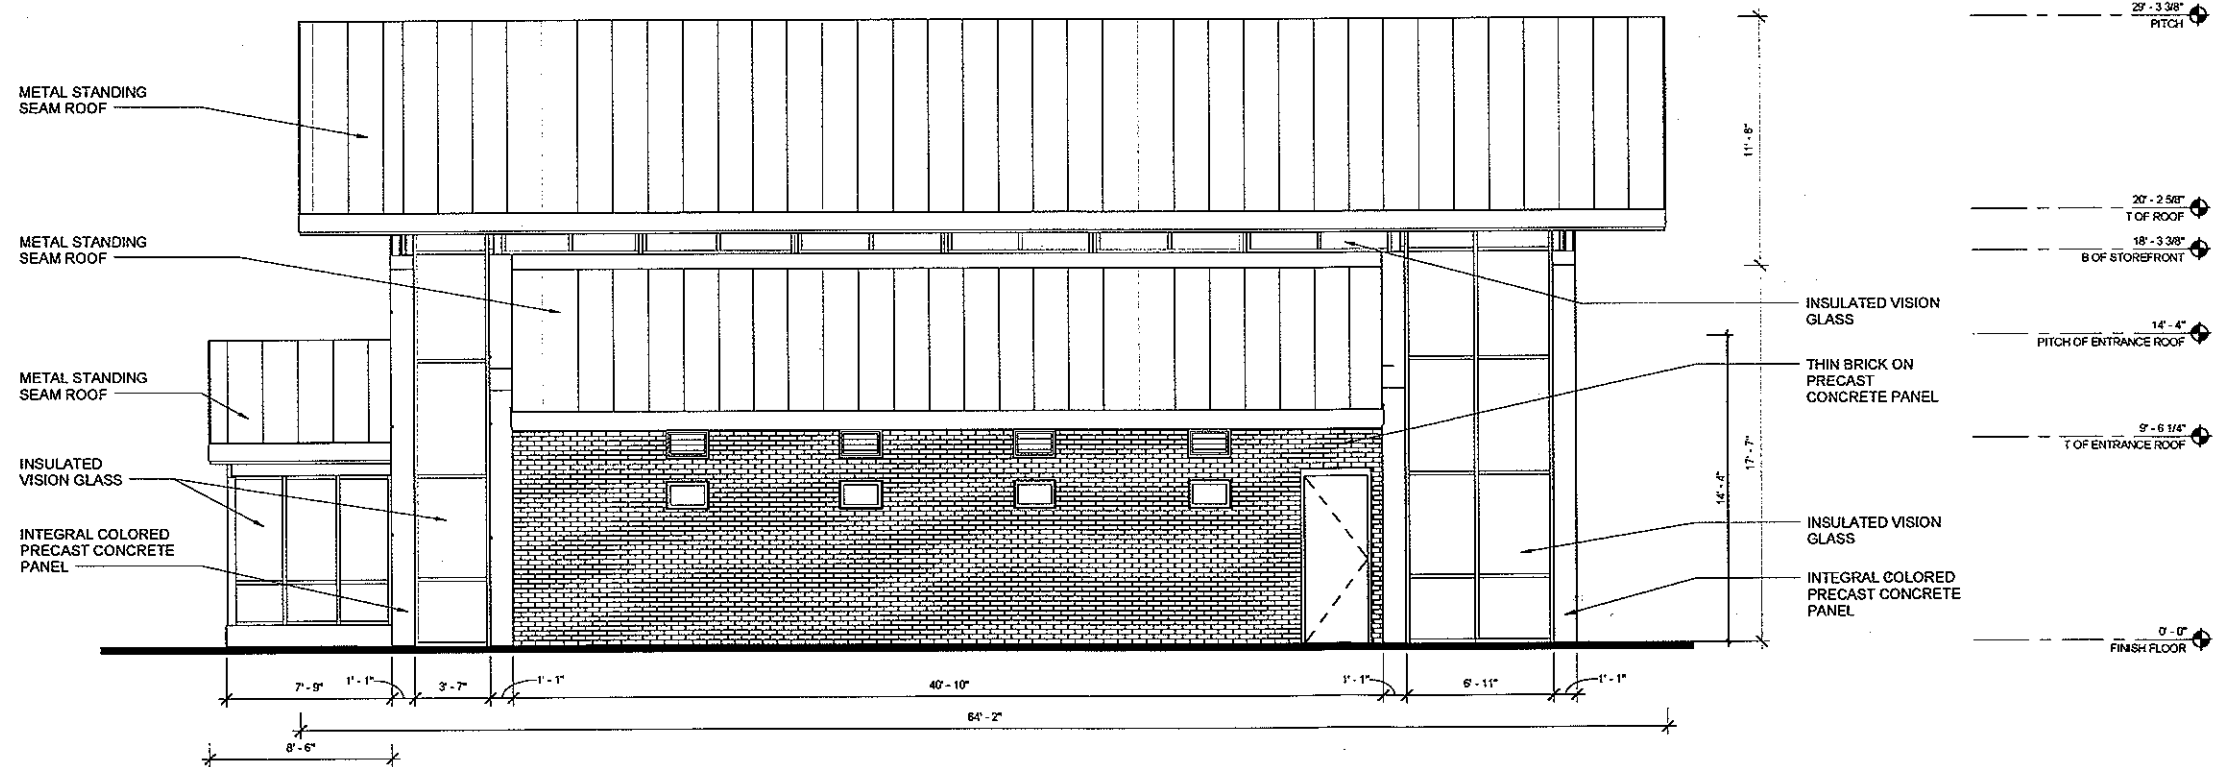 METAL STANDING
SEAM ROOF
METAL STANDING
SEAM ROOF
METAL STANDING
SEAM ROOF
INSULATED
VISION GLASS
INTEGRAL COLORED
PRECAST CONCRETE
PANEL
INSULATED VISION
GLASS
THIN BRICK ON
PRECAST
CONCRETE PANEL
INSULATED VISION
GLASS
INTEGRAL COLORED
PRECAST CONCRETE
PANEL
11' - 8"
17' - 7"
14' - 4"
29' - 3 3/8"
PITCH
20' - 2 5/8"
T OF ROOF
18' - 3 3/8"
B OF STOREFRONT
14' - 4"
PITCH OF ENTRANCE ROOF
9' - 6 1/4"
T OF ENTRANCE ROOF
0' - 0"
FINISH FLOOR
7' - 9"
1' - 1"
3' - 7"
1' - 1"
40' - 10"
1' - 1"
6' - 11"
1' - 1"
64' - 2"
8' - 6"